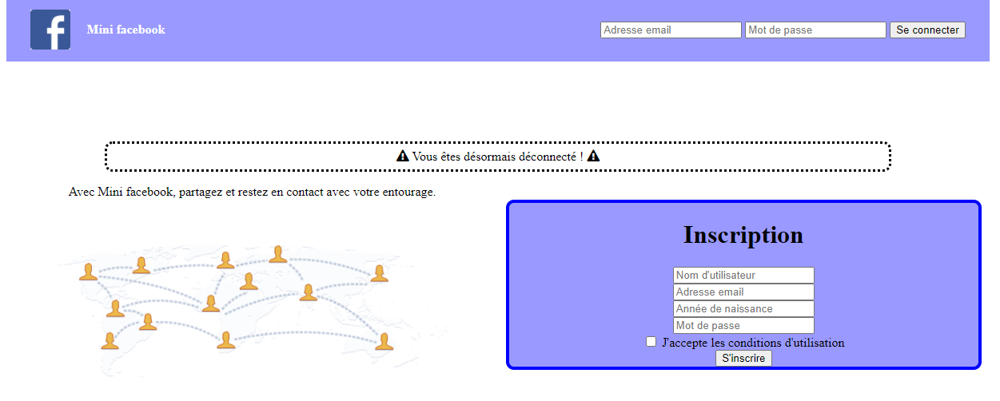 Mini facebook
Adresse email Mot de passe Se connecter
Vous êtes désormais déconnecté !
Avec Mini facebook, partagez et restez en contact avec votre entourage.
Inscription
Nom d'utilisateur
Adresse email
Année de naissance
Mot de passe
J'accepte les conditions d'utilisation
S'inscrire